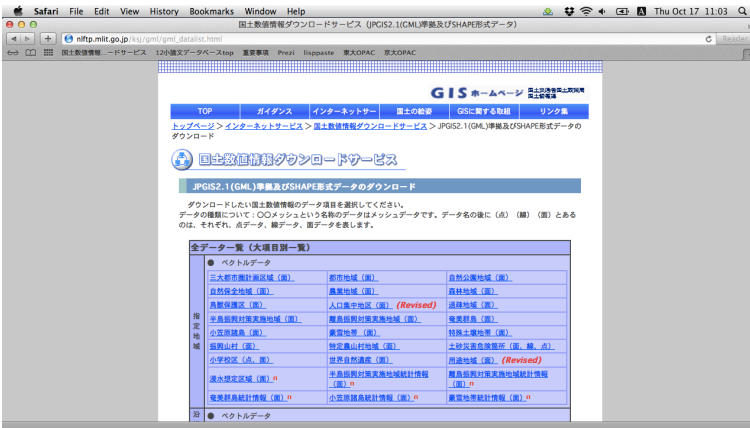 Safari File Edit View History Bookmarks Window Help Thu Oct 17 11:03
国土数値情報ダウンロードサービス（JPGIS2.1(GML)準拠及びSHAPE形式データ）
nlftp.mlit.go.jp/ksj/gml/gml_datalist.html Reader
国土数値情報...ードサービス 12小論文データベースtop 重要事項 Prezi lisppaste 東大OPAC 京大OPAC
GISホームページ 国土交通省国土政策局
国土情報課
TOP ガイダンス インターネットサー 国土の絵姿 GISに関する取組 リンク集
トップページ > インターネットサービス > 国土数値情報ダウンロードサービス > JPGIS2.1(GML)準拠及びSHAPE形式データの
ダウンロード
国土数値情報ダウンロードサービス
JPGIS2.1(GML)準拠及びSHAPE形式データのダウンロード
ダウンロードしたい国土数値情報のデータ項目を選択してください。
データの種類について：○○メッシュという名称のデータはメッシュデータです。データ名の後に（点）（線）（面）とある
のは、それぞれ、点データ、線データ、面データを表します。
全データ一覧（大項目別一覧）
指定地域
● ベクトルデータ
三大都市圏計画区域（面） 都市地域（面） 自然公園地域（面）
自然保全地域（面） 農業地域（面） 森林地域（面）
鳥獣保護区（面） 人口集中地区（面） (Revised) 過疎地域（面）
半島振興対策実施地域（面） 離島振興対策実施地域（面） 奄美群島（面）
小笠原諸島（面） 豪雪地帯（面） 特殊土壌地帯（面）
振興山村（面） 特定農山村地域（面） 土砂災害危険箇所（面、線、点）
小学校区（点、面） 世界自然遺産（面） 用途地域（面） (Revised)
浸水想定区域（面）n 半島振興対策実施地域統計情報（面）n 離島振興対策実施地域統計情報（面）n
奄美群島統計情報（面）n 小笠原諸島統計情報（面）n 豪雪地帯統計情報（面）n
沿
● ベクトルデータ